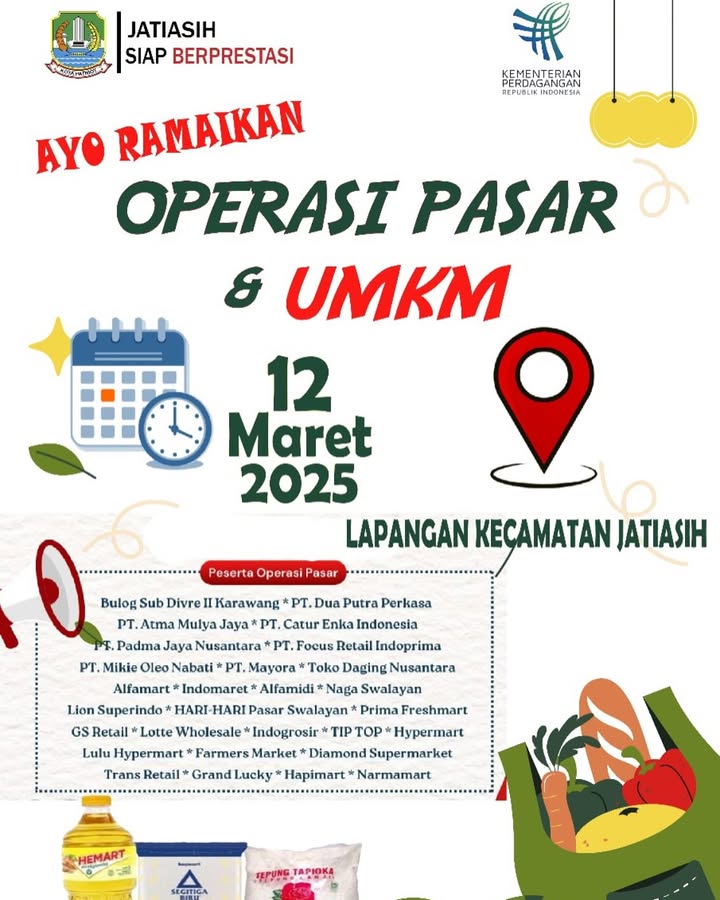 JATIASIH
SIAP BERPRESTASI
KEMENTERIAN
PERDAGANGAN
REPUBLIK INDONESIA
AYO RAMAIKAN
OPERASI PASAR
& UMKM
12
Maret
2025
LAPANGAN KECAMATAN JATIASIH
Peserta Operasi Pasar
Bulog Sub Divre II Karawang * PT. Dua Putra Perkasa
PT. Atma Mulya Jaya * PT. Catur Enka Indonesia
PT. Padma Jaya Nusantara * PT. Focus Retail Indoprima
PT. Mikie Oleo Nabati * PT. Mayora * Toko Daging Nusantara
Alfamart * Indomaret * Alfamidi * Naga Swalayan
Lion Superindo * HARI-HARI Pasar Swalayan * Prima Freshmart
GS Retail * Lotte Wholesale * Indogrosir * TIP TOP * Hypermart
Lulu Hypermart * Farmers Market * Diamond Supermarket
Trans Retail * Grand Lucky * Hapimart * Narmamart
HEMART
SEGITIGA
BIRU
TEPUNG TAPIOKA